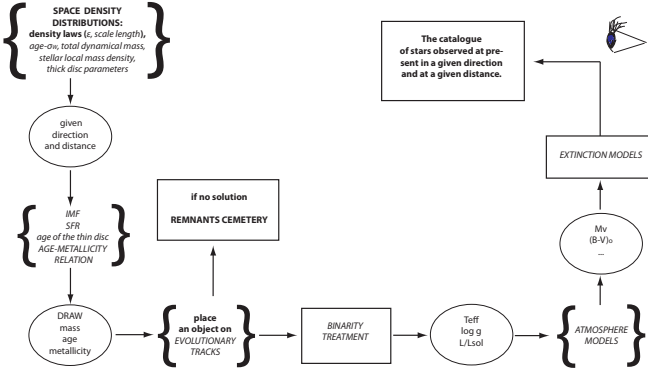 SPACE DENSITY
DISTRIBUTIONS:
density laws (ε, scale length),
age-σw, total dynamical mass,
stellar local mass density,
thick disc parameters
given
direction
and distance
IMF
SFR
age of the thin disc
AGE-METALLICITY
RELATION
DRAW
mass
age
metallicity
if no solution
REMNANTS CEMETERY
place
an object on
EVOLUTIONARY
TRACKS
BINARITY
TREATMENT
Teff
log g
L/Lsol
ATMOSPHERE
MODELS
Mv
(B-V)o
...
EXTINCTION MODELS
The catalogue
of stars observed at pre-
sent in a given direction
and at a given distance.